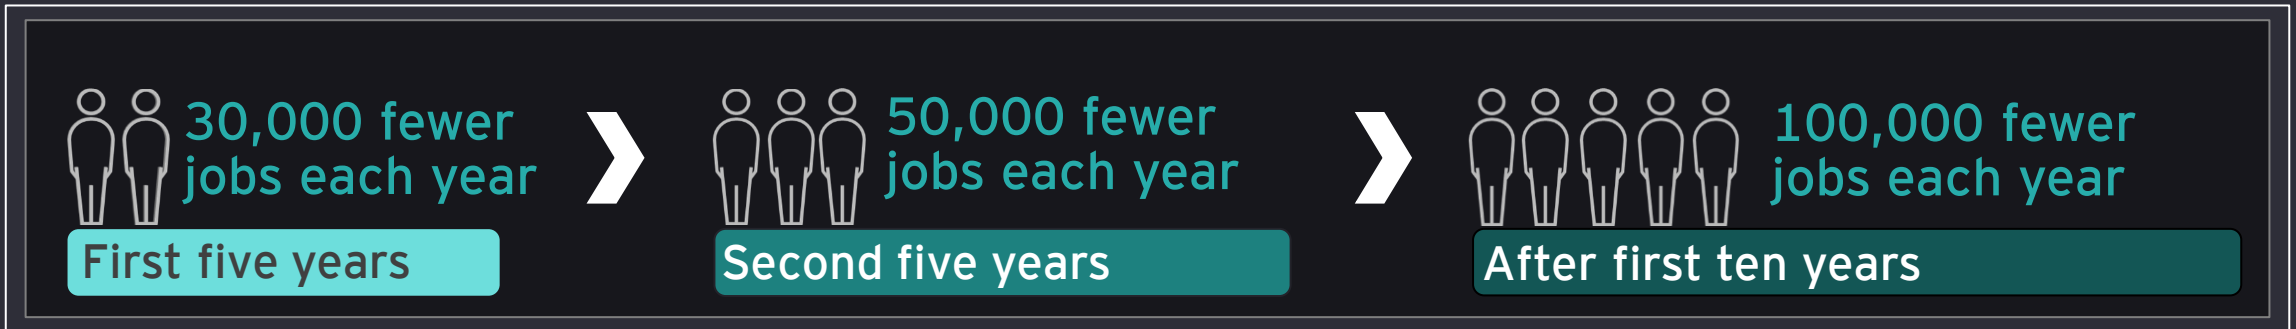 30,000 fewer
jobs each year
First five years
50,000 fewer
jobs each year
Second five years
100,000 fewer
jobs each year
After first ten years